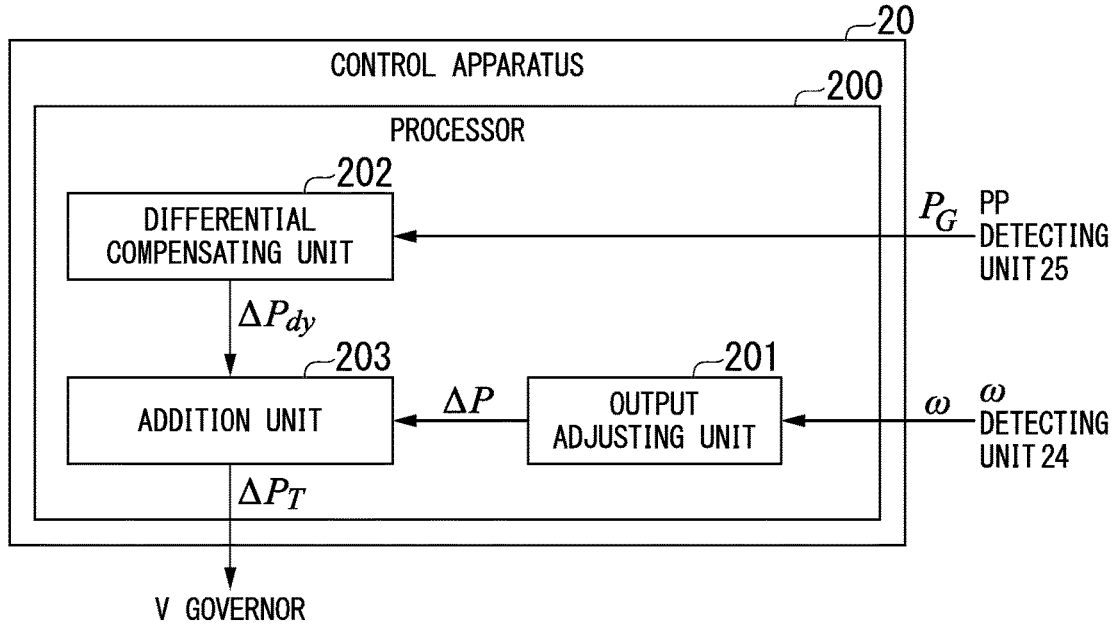 20
CONTROL APPARATUS
200
PROCESSOR
202
DIFFERENTIAL
COMPENSATING UNIT
P_G
PP
DETECTING
UNIT 25
ΔP_dy
203
ADDITION UNIT
ΔP
201
OUTPUT
ADJUSTING UNIT
ω
ω
DETECTING
UNIT 24
ΔP_T
V GOVERNOR